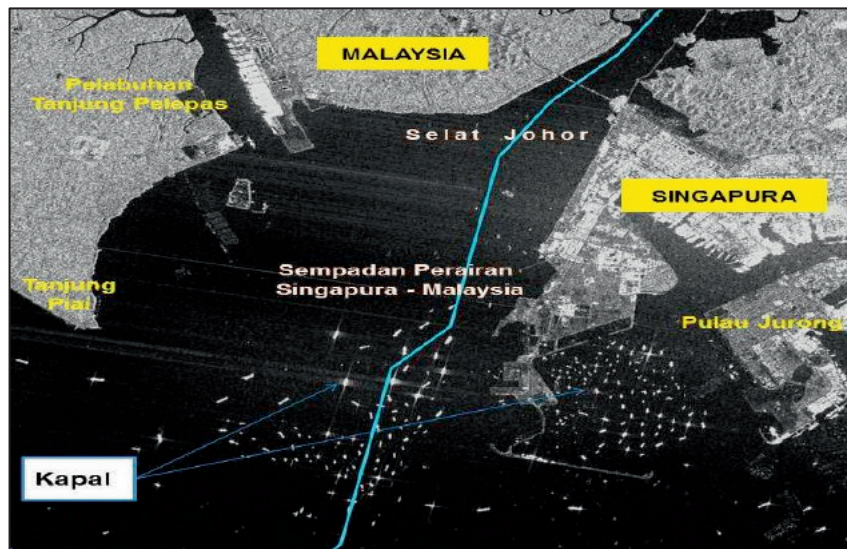 MALAYSIA
Pelabuhan
Tanjung Pelepas
Selat Johor
SINGAPURA
Sempadan Perairan
Singapura - Malaysia
Tanjung
Piai
Pulau Jurong
Kapal